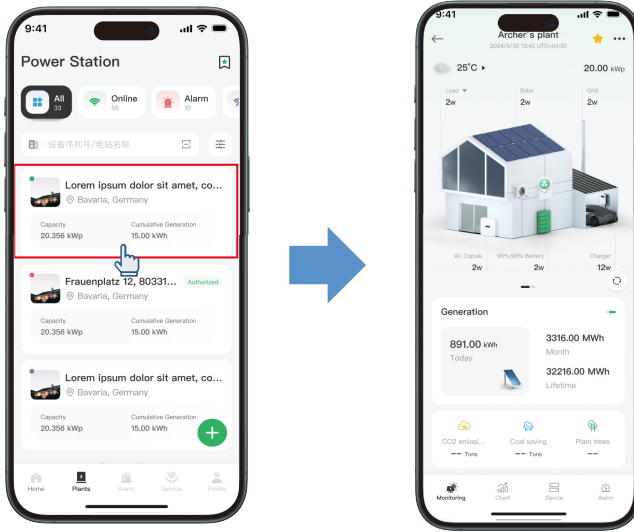 9:41
Power Station
All
33
Online
55
Alarm
10
设备序列号/电站名称
Lorem ipsum dolor sit amet, co...
Bavaria, Germany
Capacity
Cumulative Generation
20.356 kWp
15.00 kWh
Frauenplatz 12, 80331...
Authorized
Bavaria, Germany
Capacity
Cumulative Generation
20.356 kWp
15.00 kWh
Lorem ipsum dolor sit amet, co...
Bavaria, Germany
Capacity
Cumulative Generation
20.356 kWp
15.00 kWh
Home
Plants
Alarm
Service
Profile
9:41
Archer's plant
2024/9/30 13:42 UTC+04:00
25°C
20.00 kWp
Load
Solar
Grid
2w
2w
2w
AC Copule
90%;98% Battery
Charger
2w
2w
12w
Generation
891.00 kWh
Today
3316.00 MWh
Month
32216.00 MWh
Lifetime
CO2 emissi...
Coal saving
Plant trees
-- Tons
-- Tons
--
Monitoring
Chart
Device
Alarm